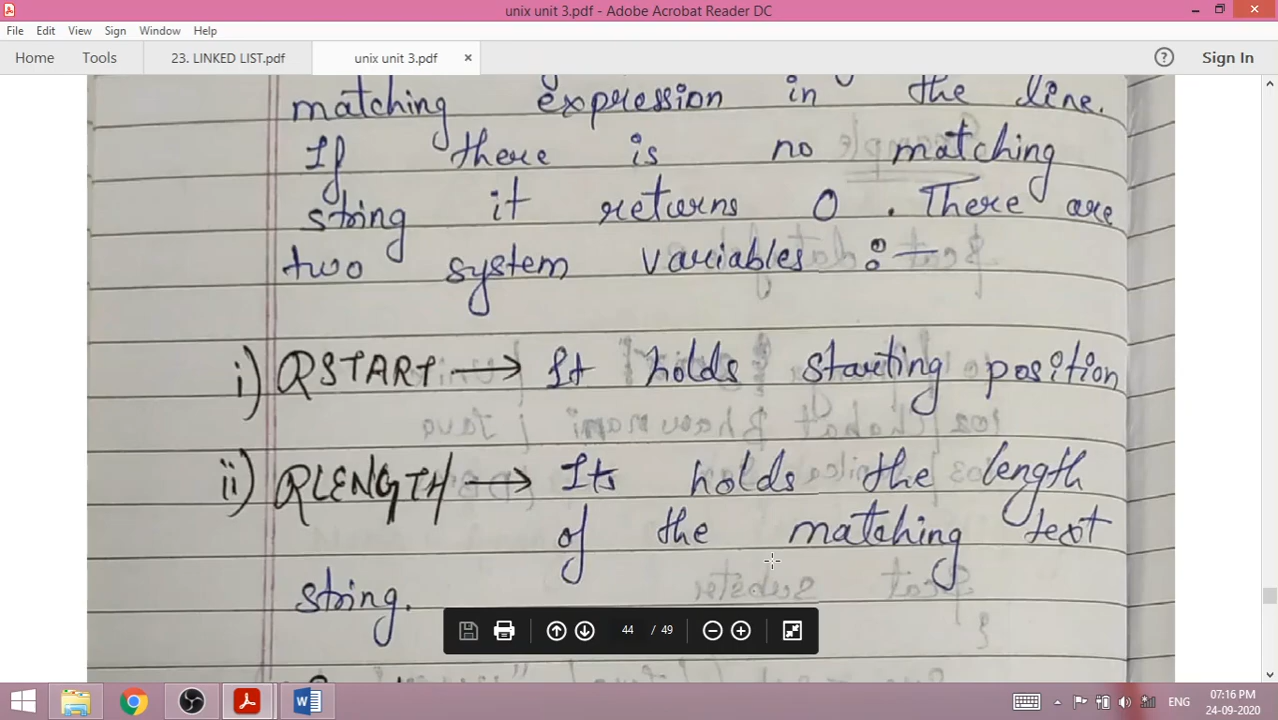 unix unit 3.pdf - Adobe Acrobat Reader DC
File Edit View Sign Window Help
Home Tools 23. LINKED LIST.pdf unix unit 3.pdf × ? Sign In
matching expression in the line.
If there is no matching
string it returns 0. There are
two system variables :-
i) RSTART → It holds starting position
ii) RLENGTH → Its holds the length
of the matching text
string.
44 / 49
ENG 07:16 PM
24-09-2020